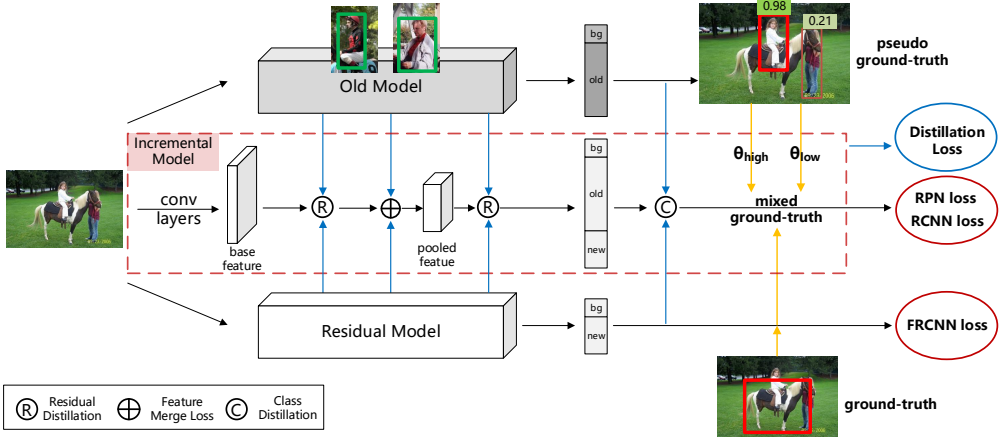 0.98
0.21
bg
old
Old Model
pseudo
ground-truth
Incremental
Model
bg
old
new
θhigh
θlow
Distillation
Loss
conv
layers
R
R
C
mixed
ground-truth
RPN loss
RCNN loss
base
feature
pooled
featue
Residual Model
bg
new
FRCNN loss
R
Residual
Distillation
Feature
Merge Loss
C
Class
Distillation
ground-truth